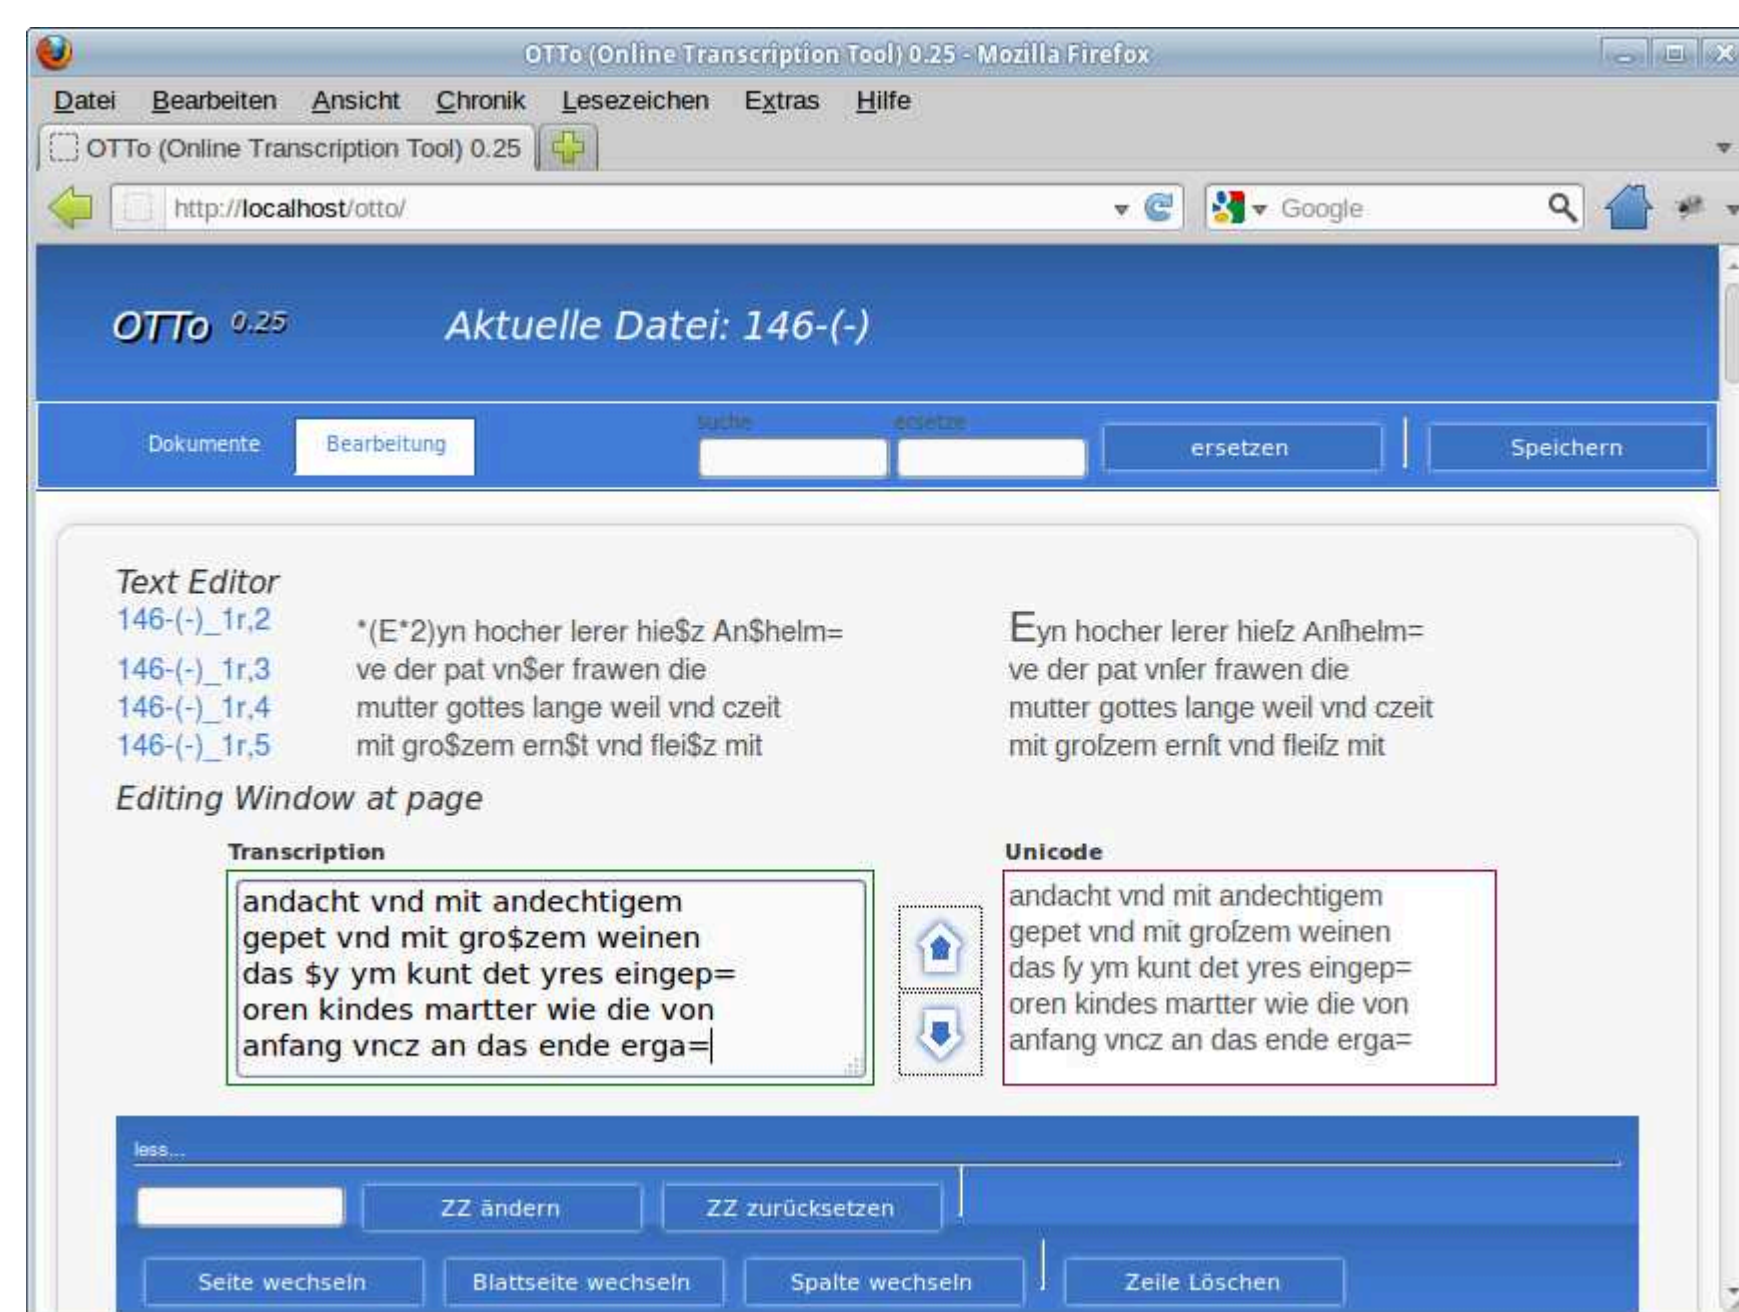 OTTo (Online Transcription Tool) 0.25 - Mozilla Firefox
Datei Bearbeiten Ansicht Chronik Lesezeichen Extras Hilfe
OTTo (Online Transcription Tool) 0.25
http://localhost/otto/ Google
OTTo 0.25 Aktuelle Datei: 146-(-)
suche ersetze
Dokumente Bearbeitung ersetzen Speichern
Text Editor
146-(-)_1r,2 *(E*2)yn hocher lerer hie$z An$helm= Eyn hocher lerer hieſz Anſhelm=
146-(-)_1r,3 ve der pat vn$er frawen die ve der pat vnſer frawen die
146-(-)_1r,4 mutter gottes lange weil vnd czeit mutter gottes lange weil vnd czeit
146-(-)_1r,5 mit gro$zem ern$t vnd flei$z mit mit groſzem ernſt vnd fleiſz mit
Editing Window at page
Transcription Unicode
andacht vnd mit andechtigem andacht vnd mit andechtigem
gepet vnd mit gro$zem weinen gepet vnd mit groſzem weinen
das $y ym kunt det yres eingep= das ſy ym kunt det yres eingep=
oren kindes martter wie die von oren kindes martter wie die von
anfang vncz an das ende erga= anfang vncz an das ende erga=
less...
ZZ ändern ZZ zurücksetzen
Seite wechseln Blattseite wechseln Spalte wechseln Zeile Löschen